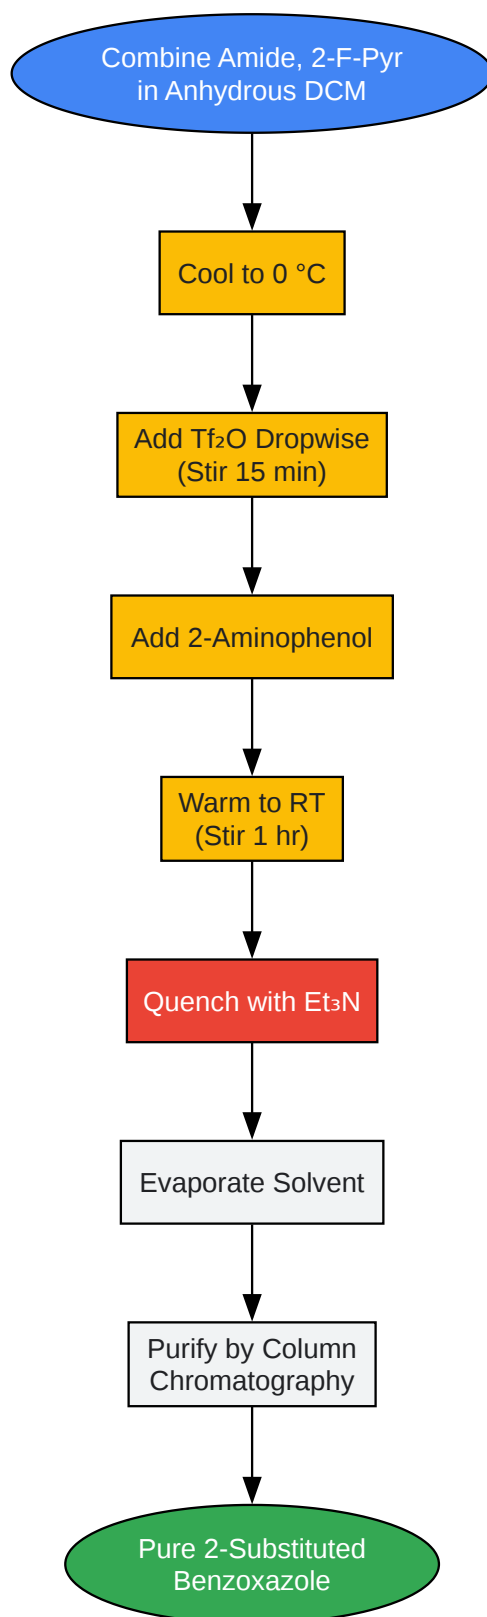 Combine Amide, 2-F-Pyr
in Anhydrous DCM
Cool to 0 °C
Add Tf₂O Dropwise
(Stir 15 min)
Add 2-Aminophenol
Warm to RT
(Stir 1 hr)
Quench with Et₃N
Evaporate Solvent
Purify by Column
Chromatography
Pure 2-Substituted
Benzoxazole